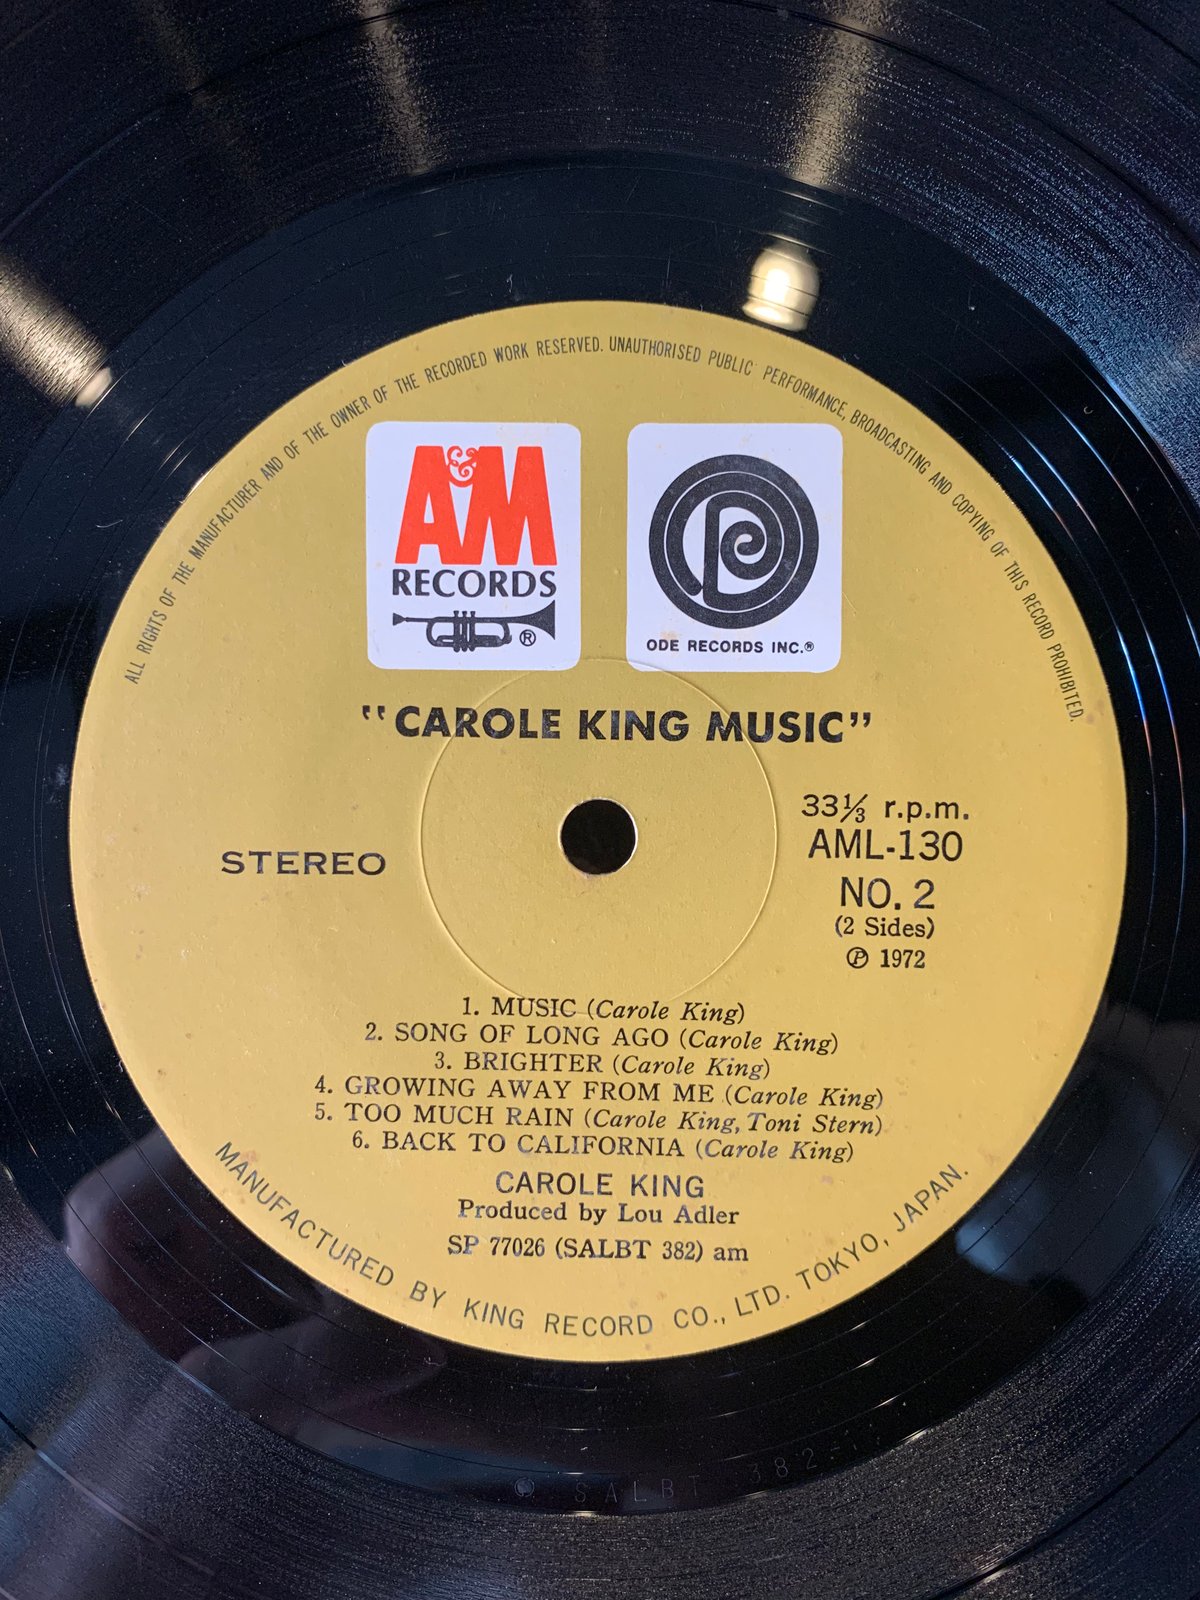 ALL RIGHTS OF THE MANUFACTURER AND OF THE OWNER OF THE RECORDED WORK RESERVED. UNAUTHORISED PUBLIC PERFORMANCE, BROADCASTING AND COPYING OF THIS RECORD PROHIBITED.
A&M
RECORDS
®
ODE RECORDS INC.®
"CAROLE KING MUSIC"
STEREO
33⅓ r.p.m.
AML-130
NO. 2
(2 Sides)
Ⓟ 1972
1. MUSIC (Carole King)
2. SONG OF LONG AGO (Carole King)
3. BRIGHTER (Carole King)
4. GROWING AWAY FROM ME (Carole King)
5. TOO MUCH RAIN (Carole King, Toni Stern)
6. BACK TO CALIFORNIA (Carole King)
CAROLE KING
Produced by Lou Adler
SP 77026 (SALBT 382) am
MANUFACTURED BY KING RECORD CO., LTD. TOKYO, JAPAN.
SALBT 382-